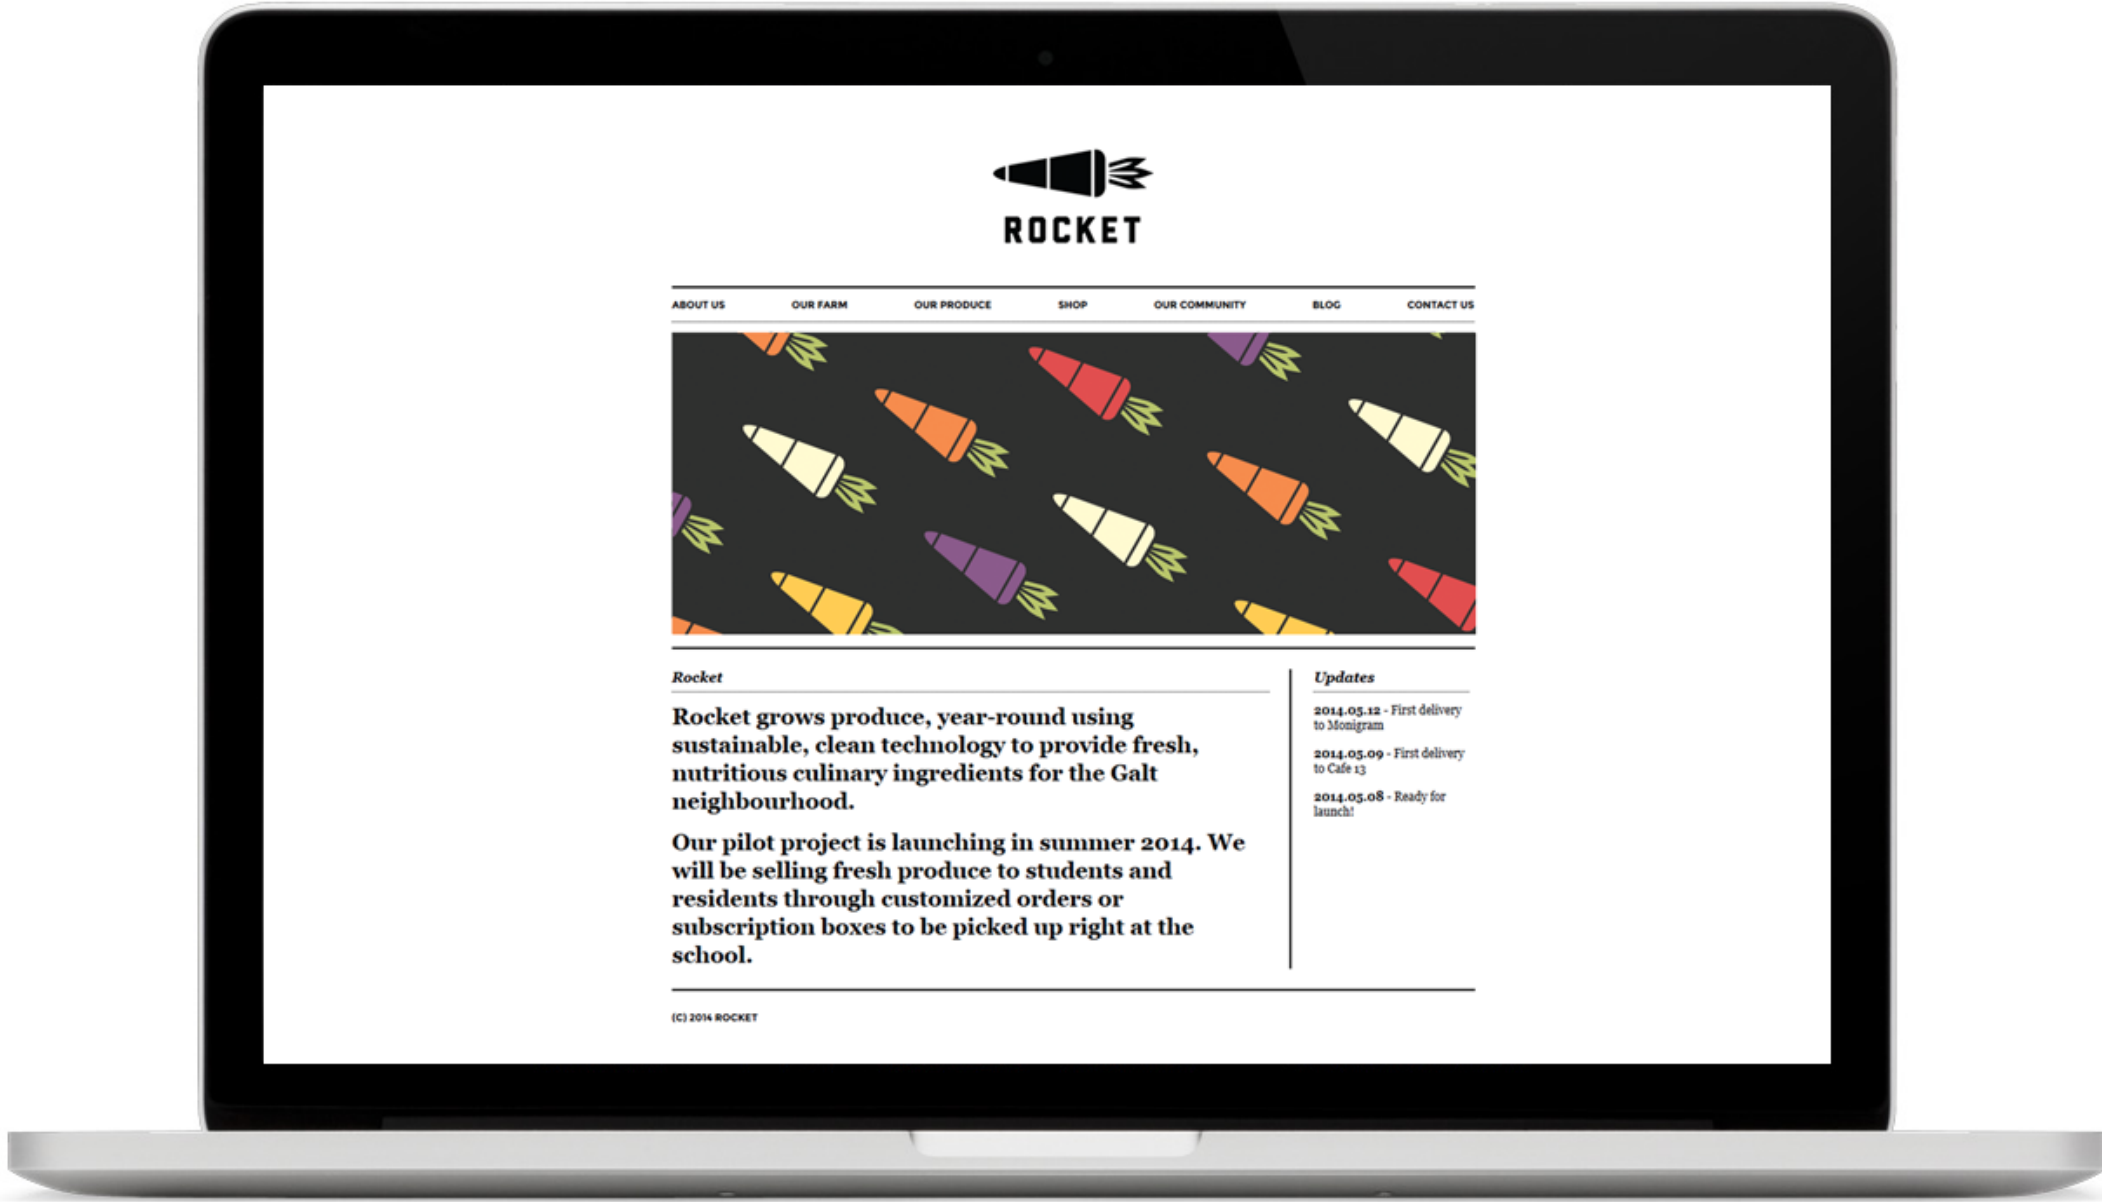 ROCKET
ABOUT US OUR FARM OUR PRODUCE SHOP OUR COMMUNITY BLOG CONTACT US
Rocket
Rocket grows produce, year-round using
sustainable, clean technology to provide fresh,
nutritious culinary ingredients for the Galt
neighbourhood.
Our pilot project is launching in summer 2014. We
will be selling fresh produce to students and
residents through customized orders or
subscription boxes to be picked up right at the
school.
Updates
2014.05.12 - First delivery
to Monigram
2014.05.09 - First delivery
to Cafe 13
2014.05.08 - Ready for
launch!
(C) 2014 ROCKET